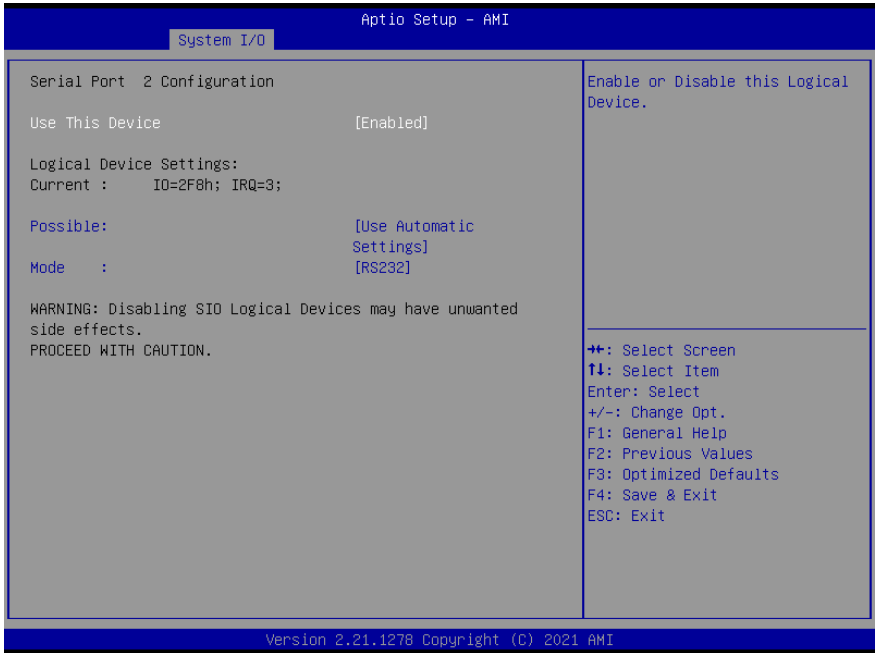 Aptio Setup – AMI
System I/O
Serial Port 2 Configuration
Use This Device [Enabled]
Logical Device Settings:
Current : IO=2F8h; IRQ=3;
Possible: [Use Automatic
Settings]
Mode : [RS232]
WARNING: Disabling SIO Logical Devices may have unwanted
side effects.
PROCEED WITH CAUTION.
Enable or Disable this Logical
Device.
→←: Select Screen
↑↓: Select Item
Enter: Select
+/-: Change Opt.
F1: General Help
F2: Previous Values
F3: Optimized Defaults
F4: Save & Exit
ESC: Exit
Version 2.21.1278 Copyright (C) 2021 AMI